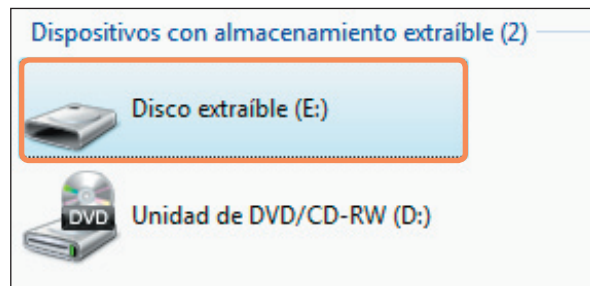 Dispositivos con almacenamiento extraíble (2)
Disco extraíble (E:)
DVD
Unidad de DVD/CD-RW (D:)